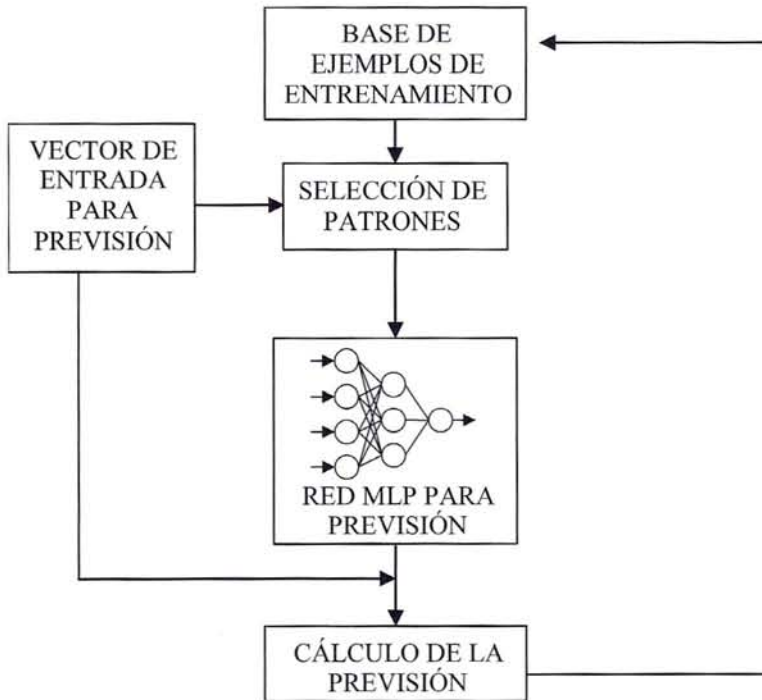 BASE DE
EJEMPLOS DE
ENTRENAMIENTO
VECTOR DE
ENTRADA
PARA
PREVISIÓN
SELECCIÓN DE
PATRONES
RED MLP PARA
PREVISIÓN
CÁLCULO DE LA
PREVISIÓN